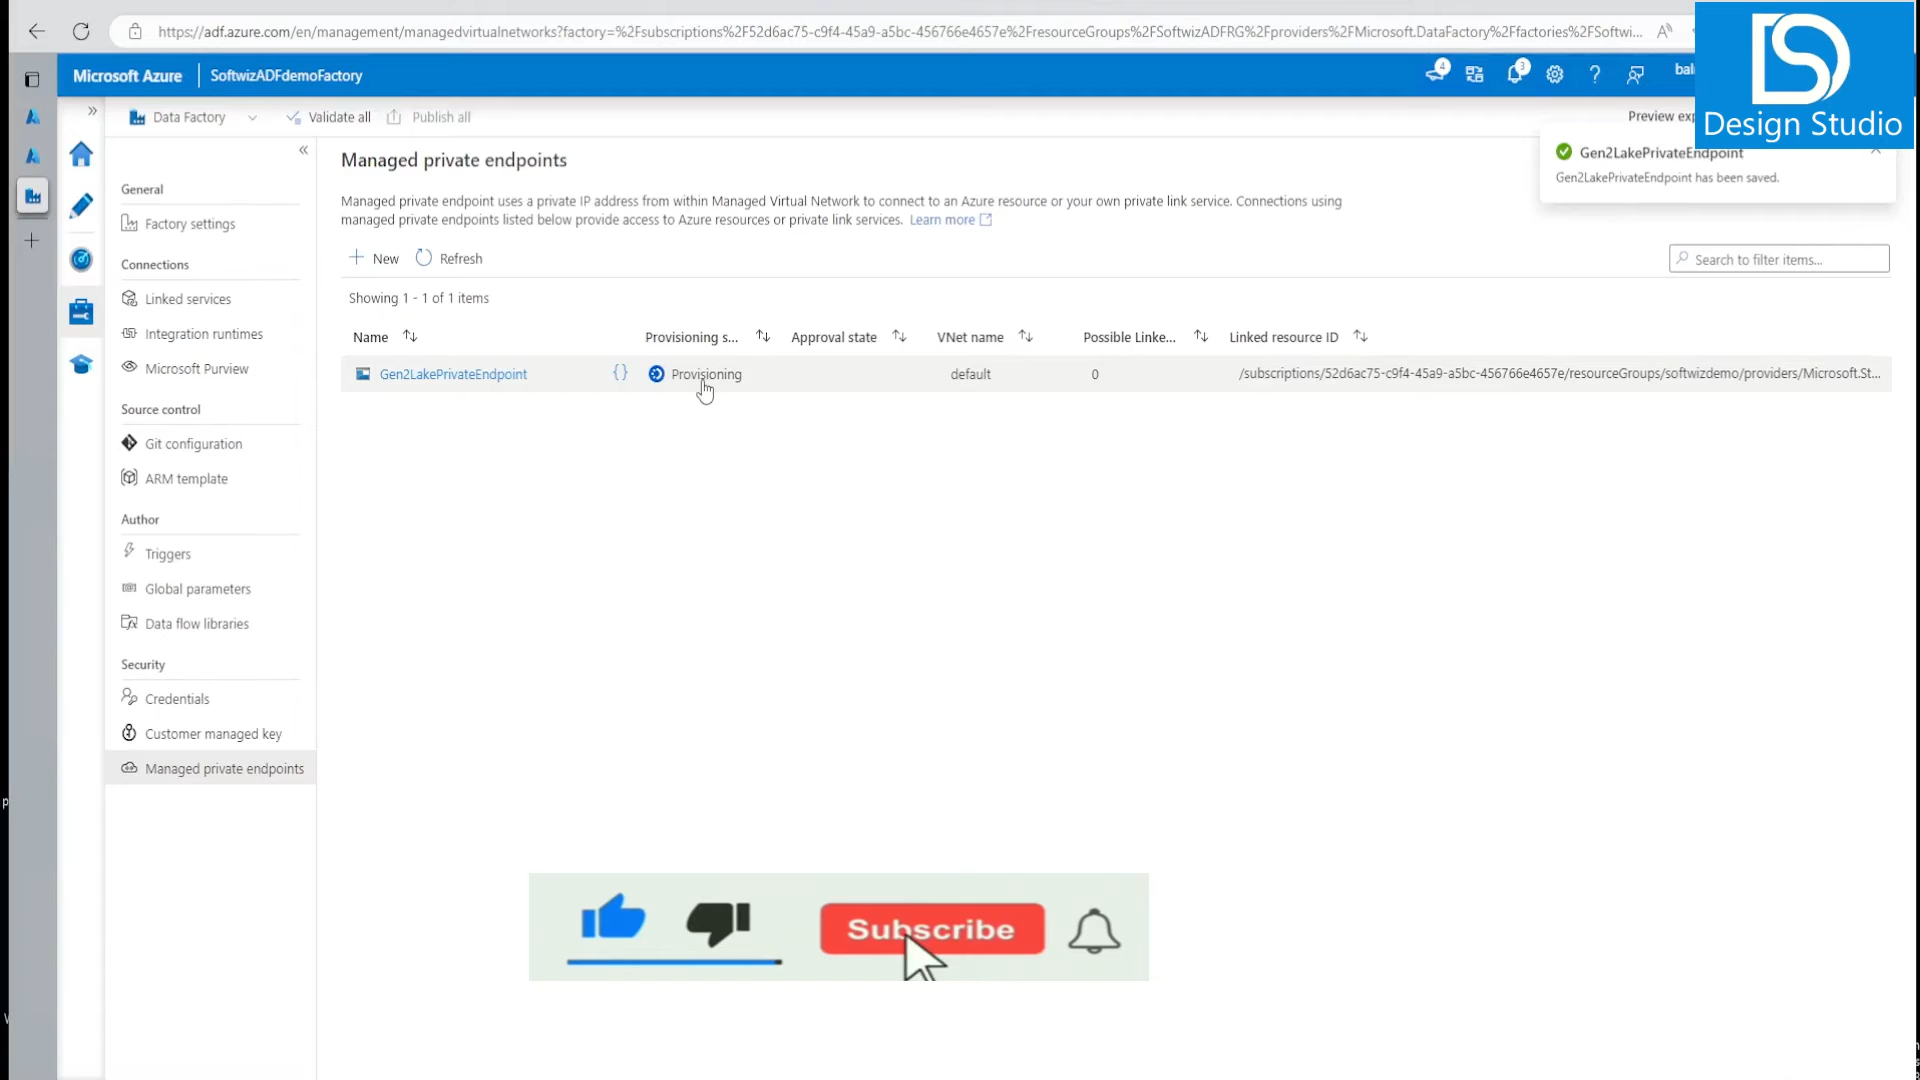 https://adf.azure.com/en/management/managedvirtualnetworks?factory=%2Fsubscriptions%2F52d6ac75-c9f4-45a9-a5bc-456766e4657e%2FresourceGroups%2FSoftwizADFRG%2Fproviders%2FMicrosoft.DataFactory%2Ffactories%2FSoftwi...
Microsoft Azure
SoftwizADFdemoFactory
4
3
bal
Design Studio
Data Factory
Validate all
Publish all
Preview exp
Gen2LakePrivateEndpoint
Gen2LakePrivateEndpoint has been saved.
General
Factory settings
Connections
Linked services
Integration runtimes
Microsoft Purview
Source control
Git configuration
ARM template
Author
Triggers
Global parameters
Data flow libraries
Security
Credentials
Customer managed key
Managed private endpoints
Managed private endpoints
Managed private endpoint uses a private IP address from within Managed Virtual Network to connect to an Azure resource or your own private link service. Connections using
managed private endpoints listed below provide access to Azure resources or private link services. Learn more
New
Refresh
Search to filter items...
Showing 1 - 1 of 1 items
Name
Provisioning s...
Approval state
VNet name
Possible Linke...
Linked resource ID
Gen2LakePrivateEndpoint
{}
Provisioning
default
0
/subscriptions/52d6ac75-c9f4-45a9-a5bc-456766e4657e/resourceGroups/softwizdemo/providers/Microsoft.St...
Subscribe